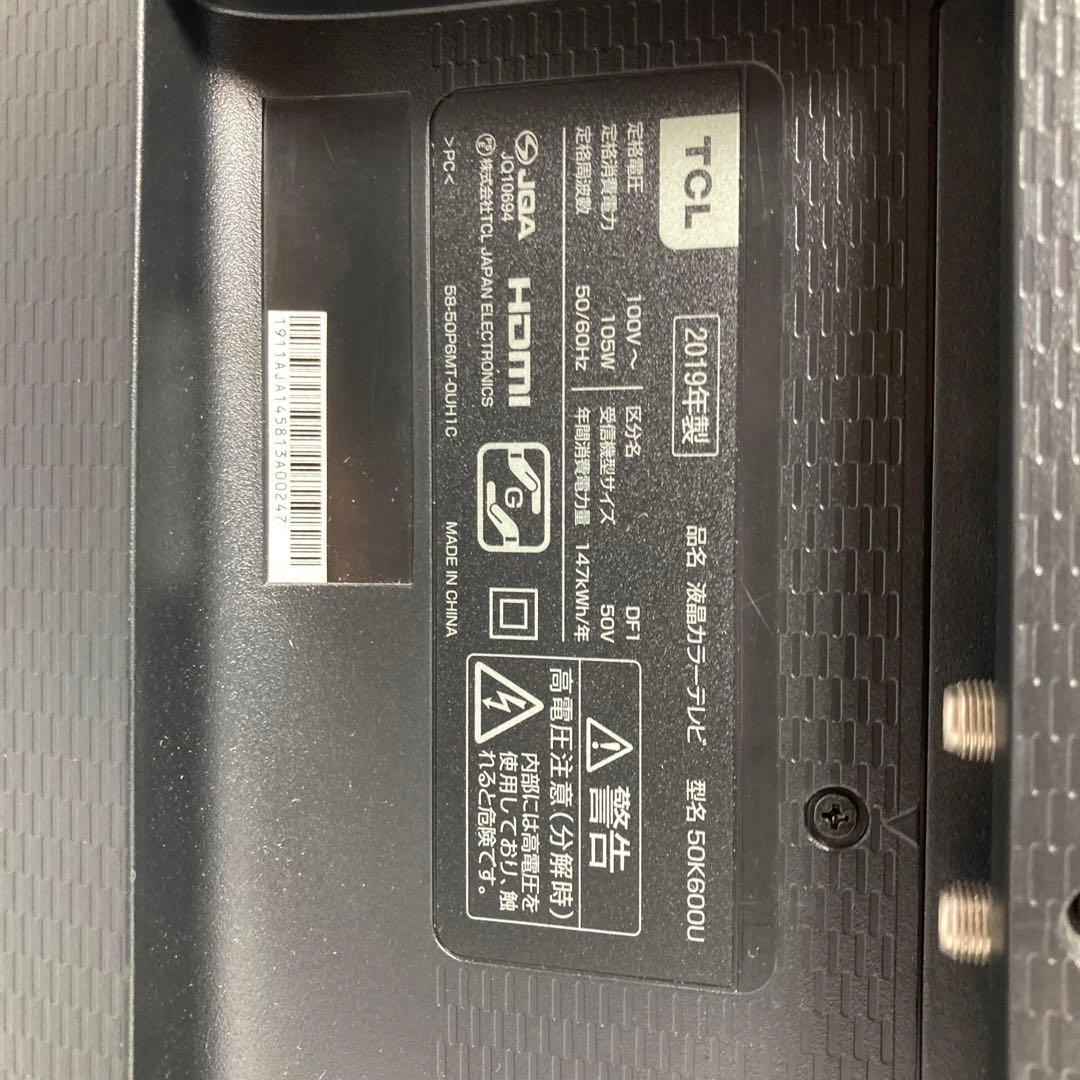 TCL
2019年製
品名 液晶カラーテレビ 型名 50K600U
定格電圧 100V～
定格消費電力 105W
定格周波数 50/60Hz
区分名 DF1
受信機型サイズ 50V
年間消費電力量 147kWh/年
警告
高電圧注意(分解時)
内部には高電圧を
使用しており、触
れると危険です。
JQA
JQ10694
HDMI
G
PSE 株式会社TCL JAPAN ELECTRONICS
>PC< 58-50P6MT-0UH1C MADE IN CHINA
1911AJA145813A00247